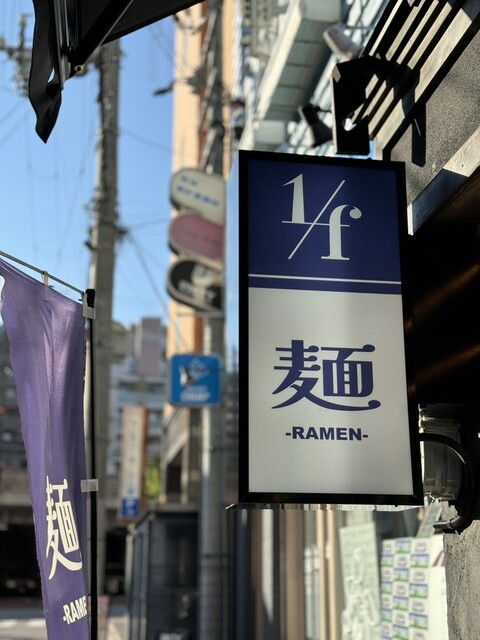 1/f
麺
-RAMEN-
麺
-RAME